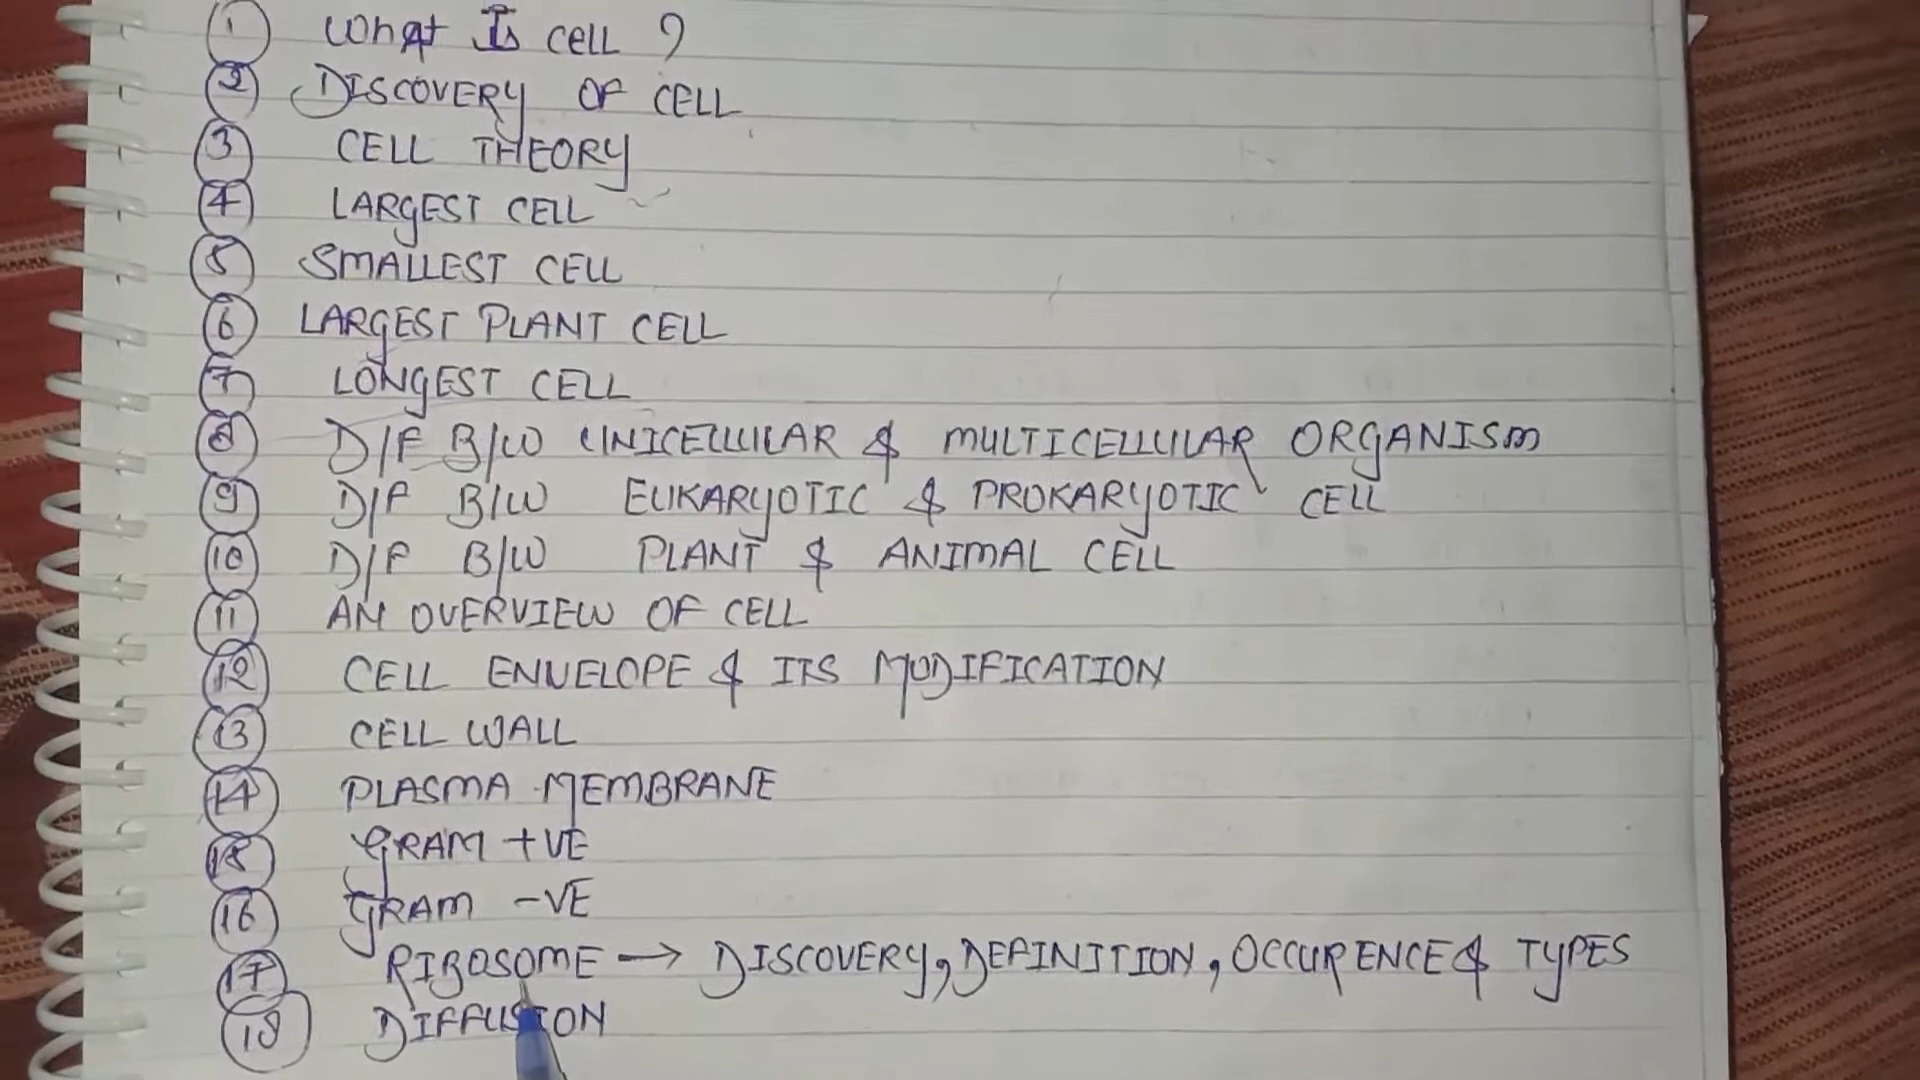 1 What Is cell ?
2 DISCOVERY OF CELL
3 CELL THEORY
4 LARGEST CELL
5 SMALLEST CELL
6 LARGEST PLANT CELL
7 LONGEST CELL
8 D/F B/W UNICELLULAR & MULTICELLULAR ORGANISM
9 D/F B/W EUKARYOTIC & PROKARYOTIC CELL
10 D/F B/W PLANT & ANIMAL CELL
11 AN OVERVIEW OF CELL
12 CELL ENVELOPE & ITS MODIFICATION
13 CELL WALL
14 PLASMA MEMBRANE
15 GRAM +VE
16 GRAM -VE
17 RIBOSOME → DISCOVERY, DEFINITION, OCCURENCE & TYPES
18 DIFFUSION